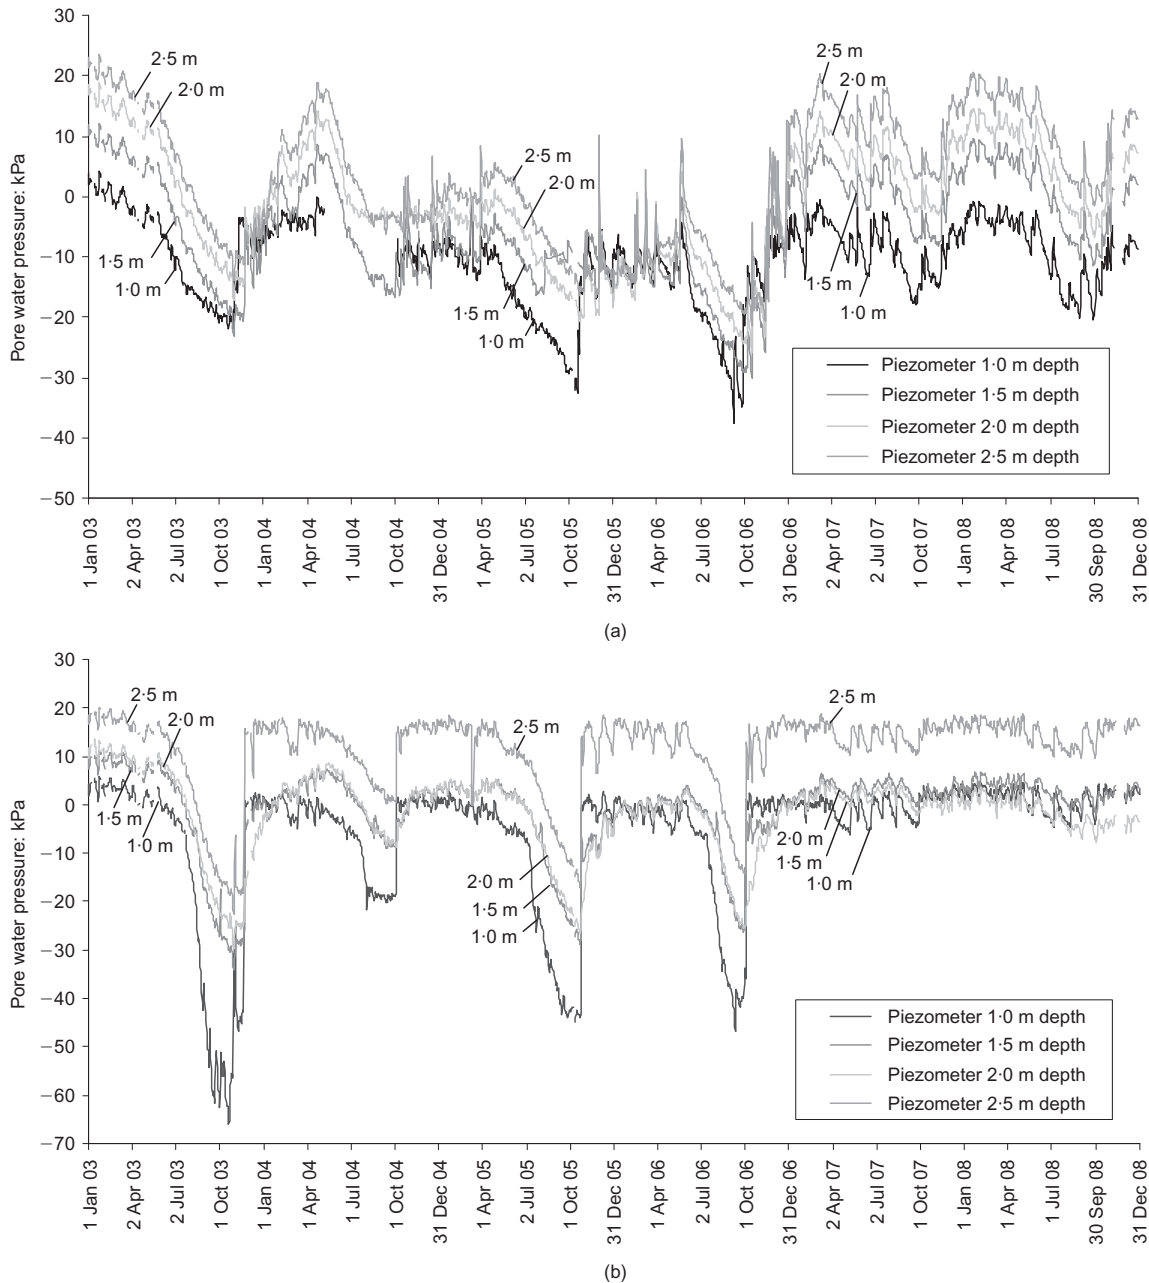 30
20
10
0
−10
−20
−30
−40
−50
Pore water pressure: kPa
2·5 m
2·0 m
1·5 m
1·0 m
2·5 m
2·0 m
1·5 m
1·0 m
2·5 m
2·0 m
1·5 m
1·0 m
Piezometer 1·0 m depth
Piezometer 1·5 m depth
Piezometer 2·0 m depth
Piezometer 2·5 m depth
1 Jan 03
2 Apr 03
2 Jul 03
1 Oct 03
1 Jan 04
1 Apr 04
1 Jul 04
1 Oct 04
31 Dec 04
1 Apr 05
2 Jul 05
1 Oct 05
31 Dec 05
1 Apr 06
2 Jul 06
1 Oct 06
31 Dec 06
2 Apr 07
2 Jul 07
1 Oct 07
1 Jan 08
1 Apr 08
1 Jul 08
30 Sep 08
31 Dec 08
(a)
30
20
10
0
−10
−20
−30
−40
−50
−60
−70
Pore water pressure: kPa
2·5 m
2·0 m
1·5 m
1·0 m
2·5 m
2·0 m
1·5 m
1·0 m
2·5 m
2·0 m
1·5 m
1·0 m
Piezometer 1·0 m depth
Piezometer 1·5 m depth
Piezometer 2·0 m depth
Piezometer 2·5 m depth
1 Jan 03
2 Apr 03
2 Jul 03
1 Oct 03
1 Jan 04
1 Apr 04
1 Jul 04
1 Oct 04
31 Dec 04
1 Apr 05
2 Jul 05
1 Oct 05
31 Dec 05
1 Apr 06
2 Jul 06
1 Oct 06
31 Dec 06
2 Apr 07
2 Jul 07
1 Oct 07
1 Jan 08
1 Apr 08
1 Jul 08
30 Sep 08
31 Dec 08
(b)